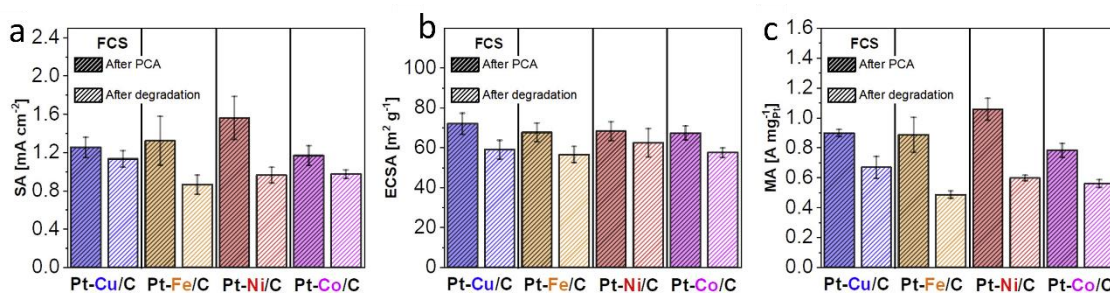 a
SA [mA cm⁻²]
2.4
2.0
1.6
1.2
0.8
0.4
0.0
FCS
After PCA
After degradation
Pt-Cu/C Pt-Fe/C Pt-Ni/C Pt-Co/C
b
ECSA [m² g⁻¹]
100
80
60
40
20
0
FCS
After PCA
After degradation
Pt-Cu/C Pt-Fe/C Pt-Ni/C Pt-Co/C
c
MA [A mg⁻¹Pt]
1.6
1.4
1.2
1.0
0.8
0.6
0.4
0.2
0.0
FCS
After PCA
After degradation
Pt-Cu/C Pt-Fe/C Pt-Ni/C Pt-Co/C